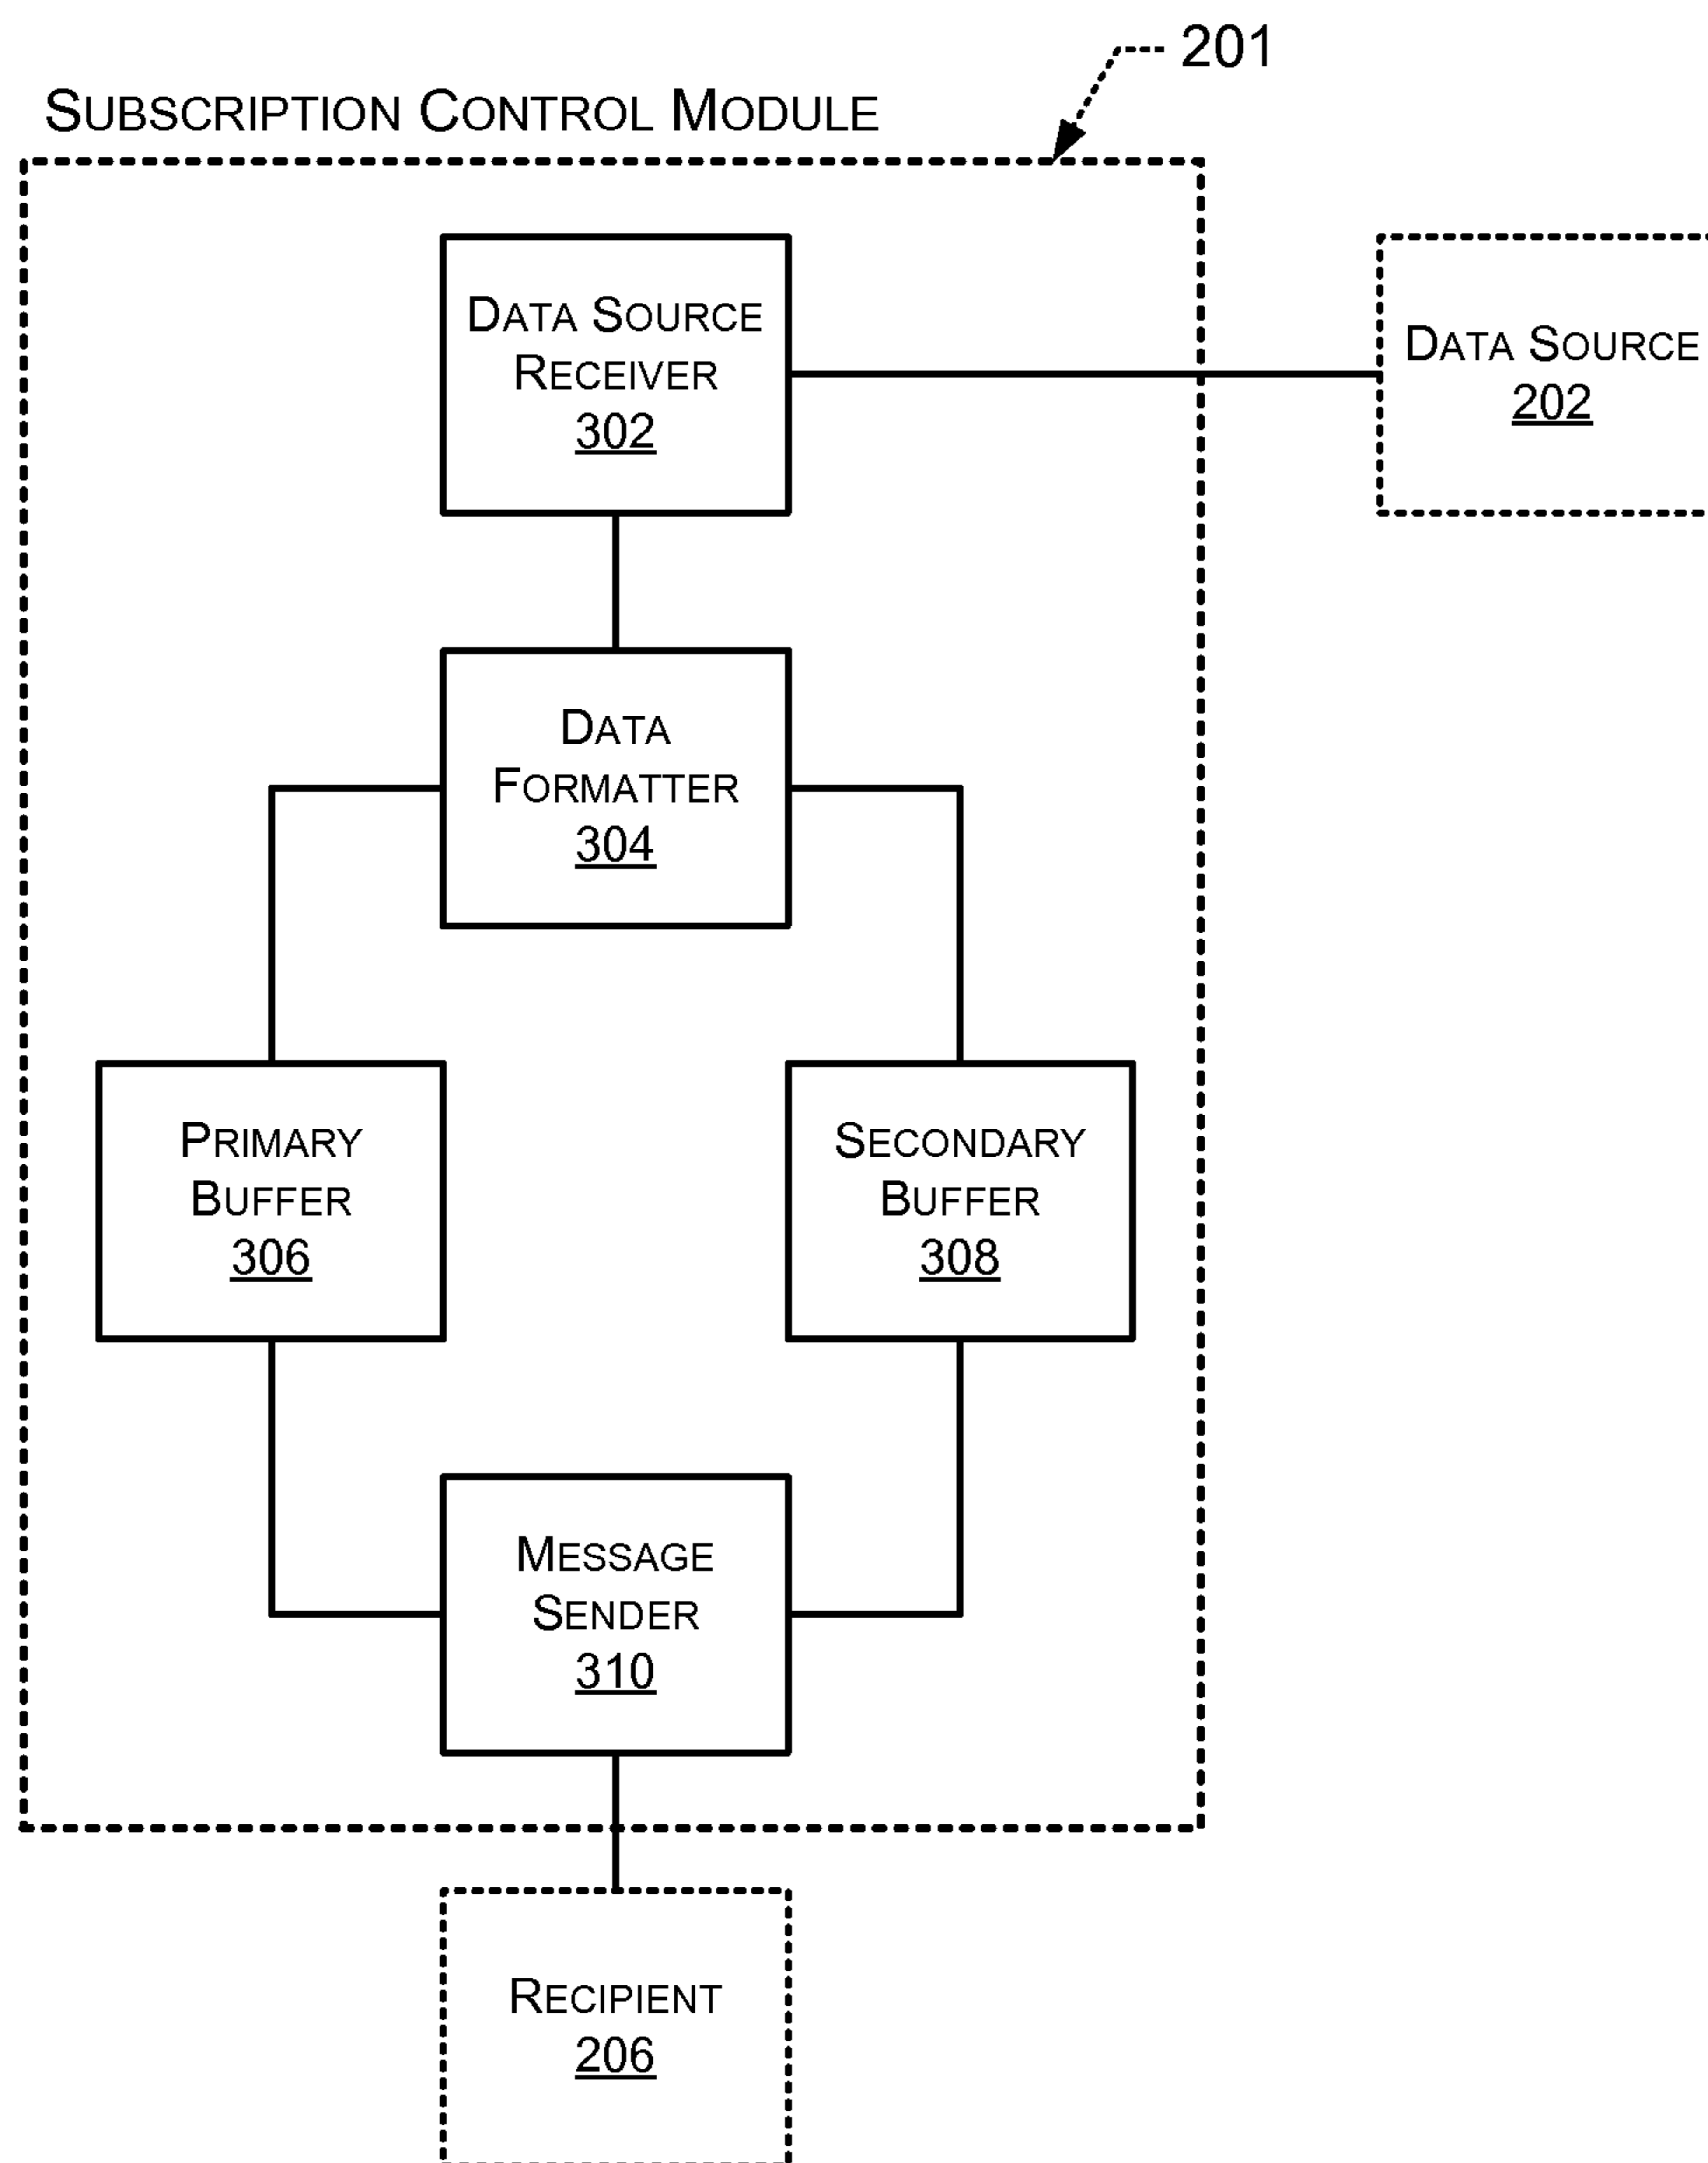 201
SUBSCRIPTION CONTROL MODULE
DATA SOURCE
RECEIVER
302
DATA SOURCE
202
DATA
FORMATTER
304
PRIMARY
BUFFER
306
SECONDARY
BUFFER
308
MESSAGE
SENDER
310
RECIPIENT
206